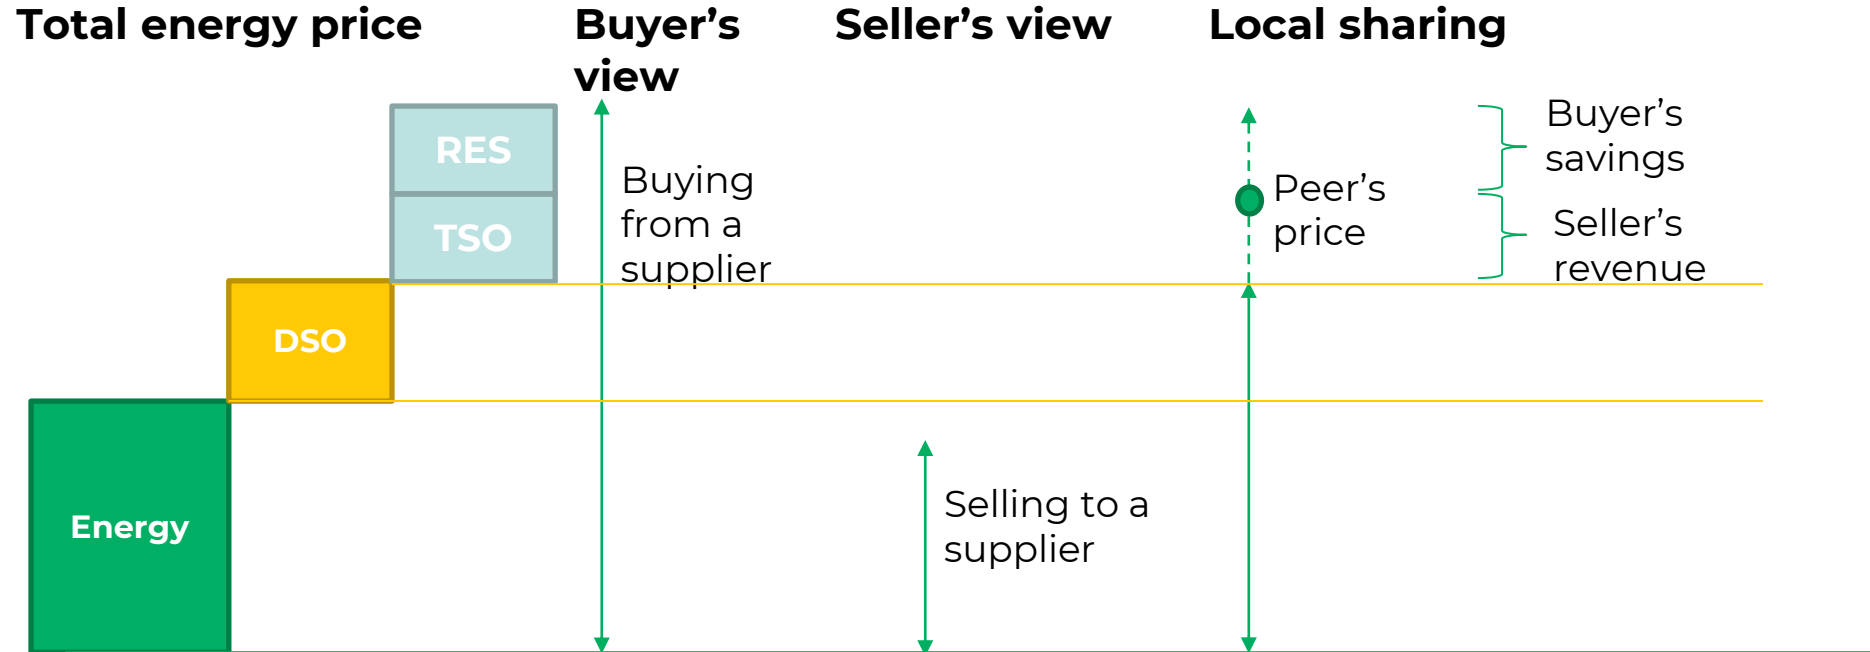 Total energy price
Buyer’s
view
Seller’s view
Local sharing
RES
TSO
DSO
Energy
Buying
from a
supplier
Selling to a
supplier
Peer’s
price
Buyer’s
savings
Seller’s
revenue